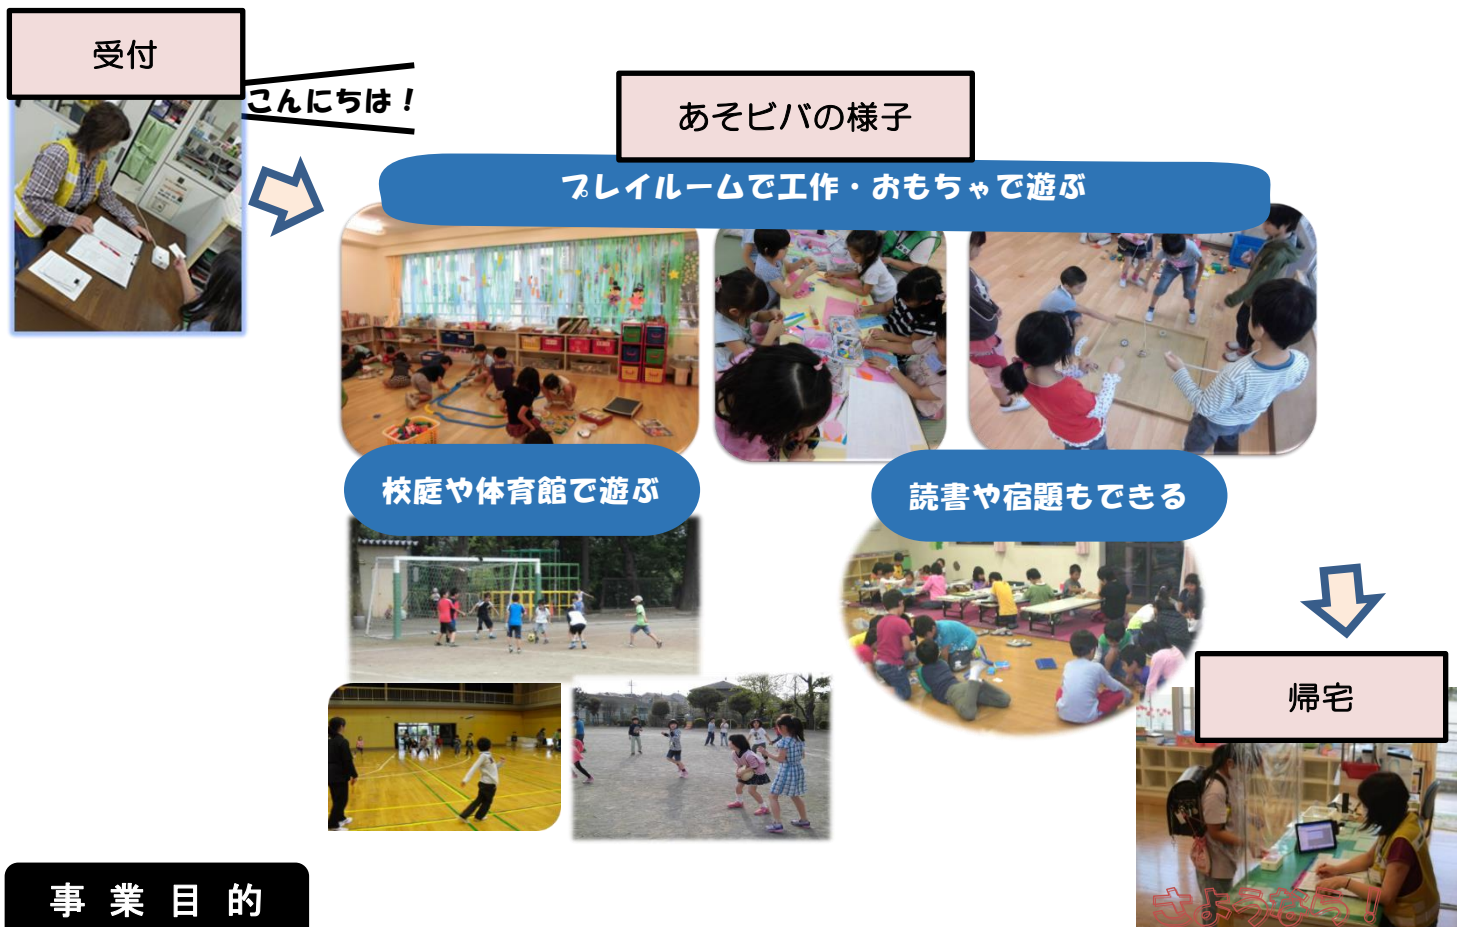 受付
こんにちは！
あそビバの様子
プレイルームで工作・おもちゃで遊ぶ
校庭や体育館で遊ぶ
読書や宿題もできる
帰宅
さようなら！
事業目的